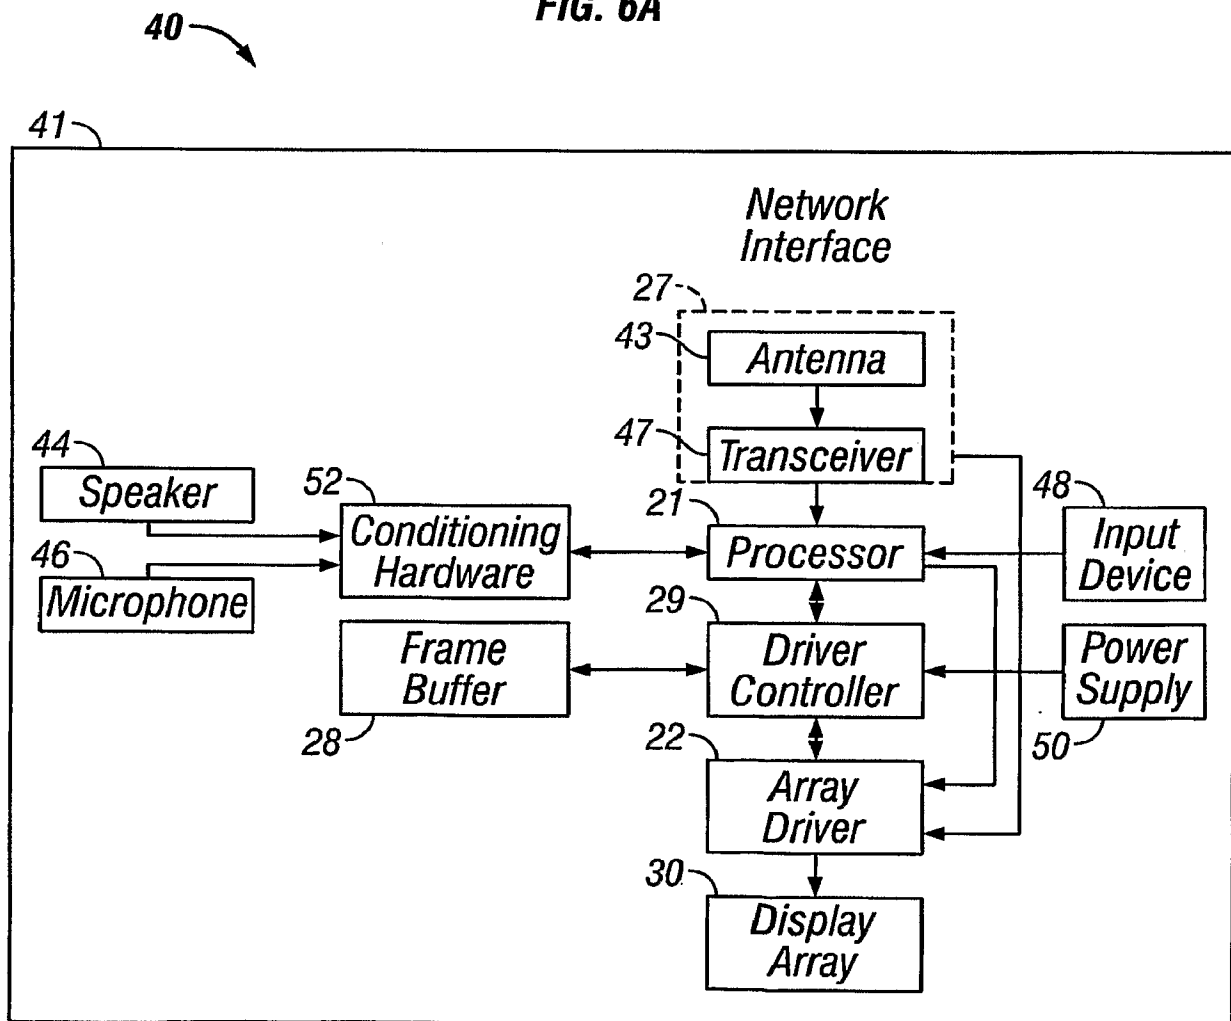 FIG. 6A
40
41
Network
Interface
27
43
Antenna
47
Transceiver
44
Speaker
52
Conditioning
Hardware
21
Processor
48
Input
Device
46
Microphone
29
Frame
Buffer
28
Driver
Controller
Power
Supply
50
22
Array
Driver
30
Display
Array